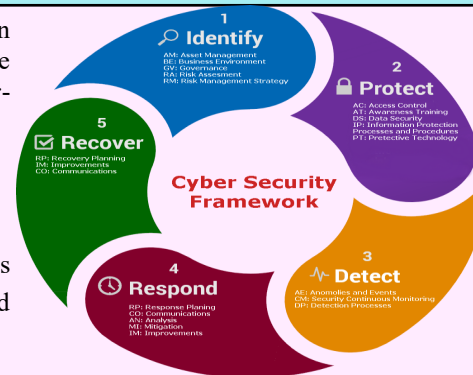 n
e
r-
s
d
1
Identify
AM: Asset Management
BE: Business Environment
GV: Governance
RA: Risk Assesment
RM: Risk Management Strategy
2
Protect
AC: Access Control
AT: Awareness Training
DS: Data Security
IP: Information Protection
Processes and Procedures
PT: Pretective Technology
3
Detect
AE: Anomolies and Events
CM: Security Continuous Monitoring
DP: Detection Processes
4
Respond
RP: Response Planing
CO: Communications
AN: Analysis
MI: Mitigation
IM: Improvements
5
Recover
RP: Recovery Planning
IM: Improvements
CO: Communications
Cyber Security
Framework